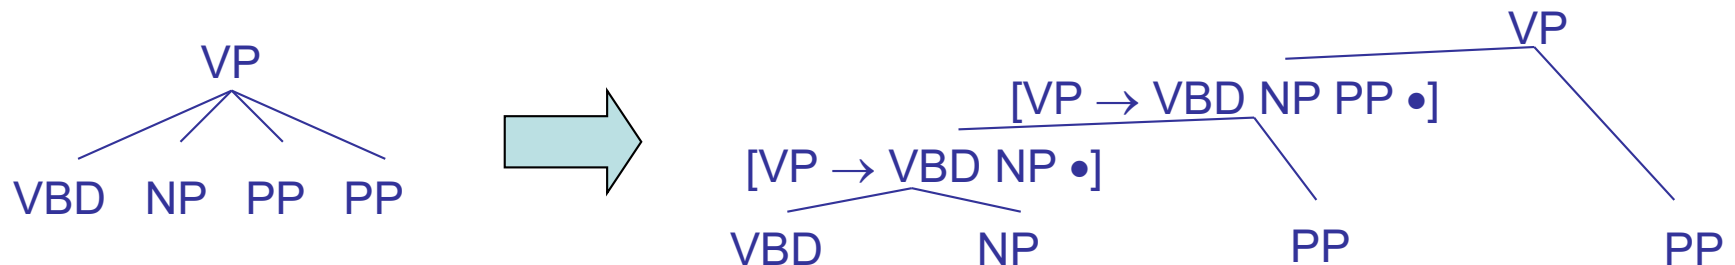 VP
VBD NP PP PP
VP
[VP → VBD NP PP •]
[VP → VBD NP •]
VBD NP PP PP